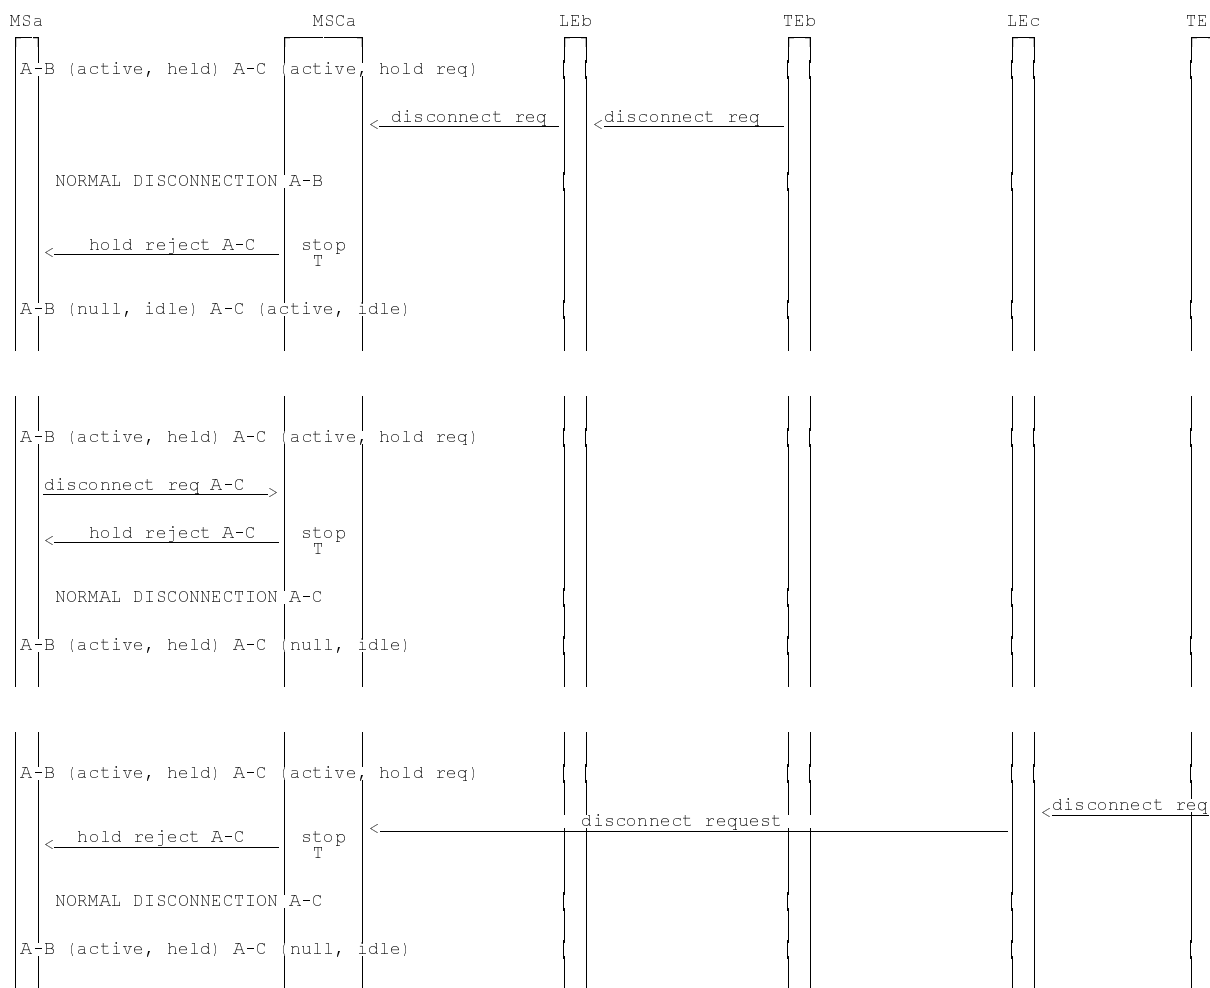 MSa MSCa LEb TEb LEc TE
A-B (active, held) A-C (active, hold req)
disconnect req disconnect req
NORMAL DISCONNECTION A-B
hold reject A-C stop
T
A-B (null, idle) A-C (active, idle)
A-B (active, held) A-C (active, hold req)
disconnect req A-C
hold reject A-C stop
T
NORMAL DISCONNECTION A-C
A-B (active, held) A-C (null, idle)
A-B (active, held) A-C (active, hold req)
disconnect req
disconnect request
hold reject A-C stop
T
NORMAL DISCONNECTION A-C
A-B (active, held) A-C (null, idle)